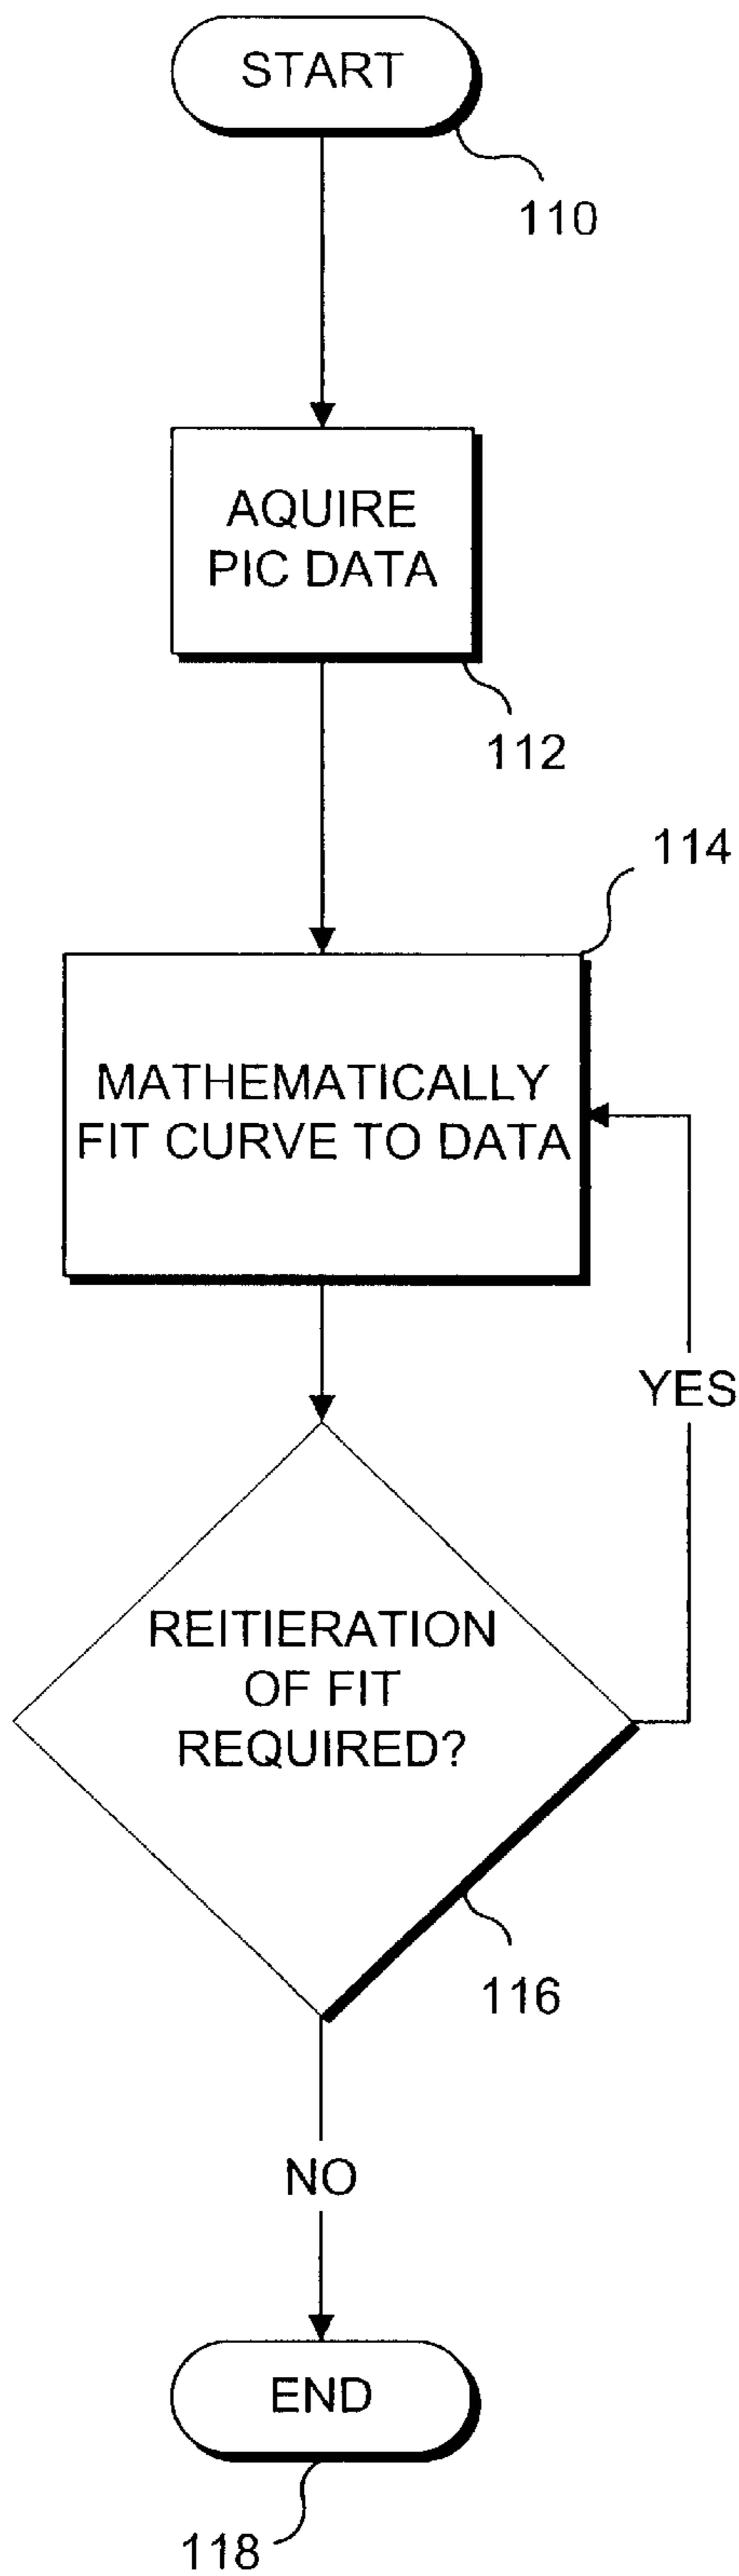 START
110
AQUIRE
PIC DATA
112
114
MATHEMATICALLY
FIT CURVE TO DATA
YES
REITIERATION
OF FIT
REQUIRED?
116
NO
END
118